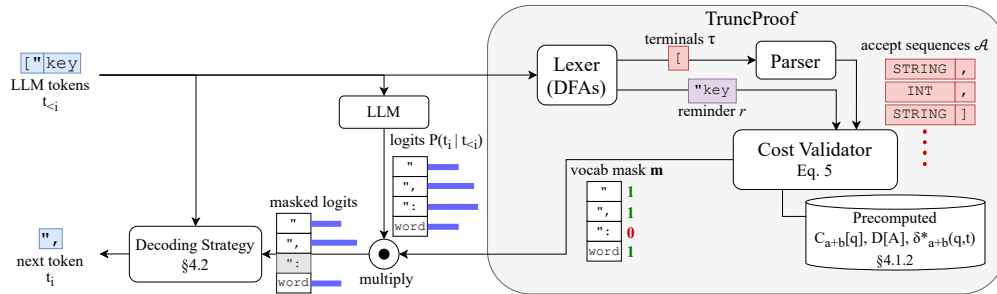 TruncProof
["key
LLM tokens
t<i
LLM
logits P(ti | t<i)
"
",
":
word
masked logits
"
",
":
word
Decoding Strategy
§4.2
multiply
",
next token
ti
Lexer
(DFAs)
terminals τ
[
Parser
"key
reminder r
accept sequences 𝒜
STRING ,
INT ,
STRING ]
Cost Validator
Eq. 5
vocab mask m
" 1
", 1
": 0
word 1
Precomputed
Ca+b[q], D[A], δ*a+b(q,t)
§4.1.2